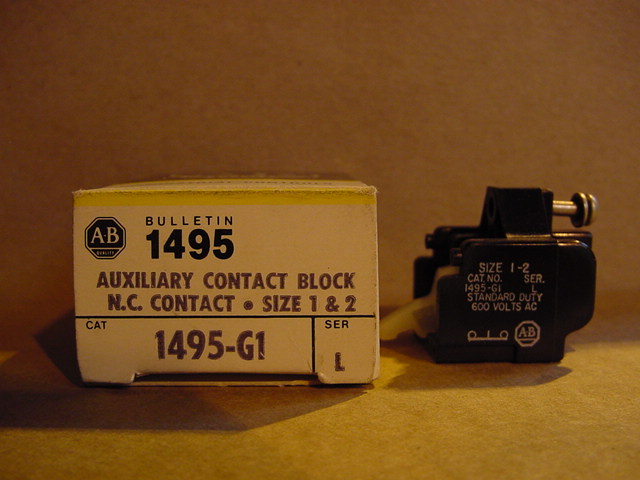 A-B
QUALITY
BULLETIN
1495
AUXILIARY CONTACT BLOCK
N.C. CONTACT • SIZE 1 & 2
CAT
1495-G1
SER
L
SIZE 1-2
CAT. NO. SER.
1495-G1 L
STANDARD DUTY
600 VOLTS AC
AB